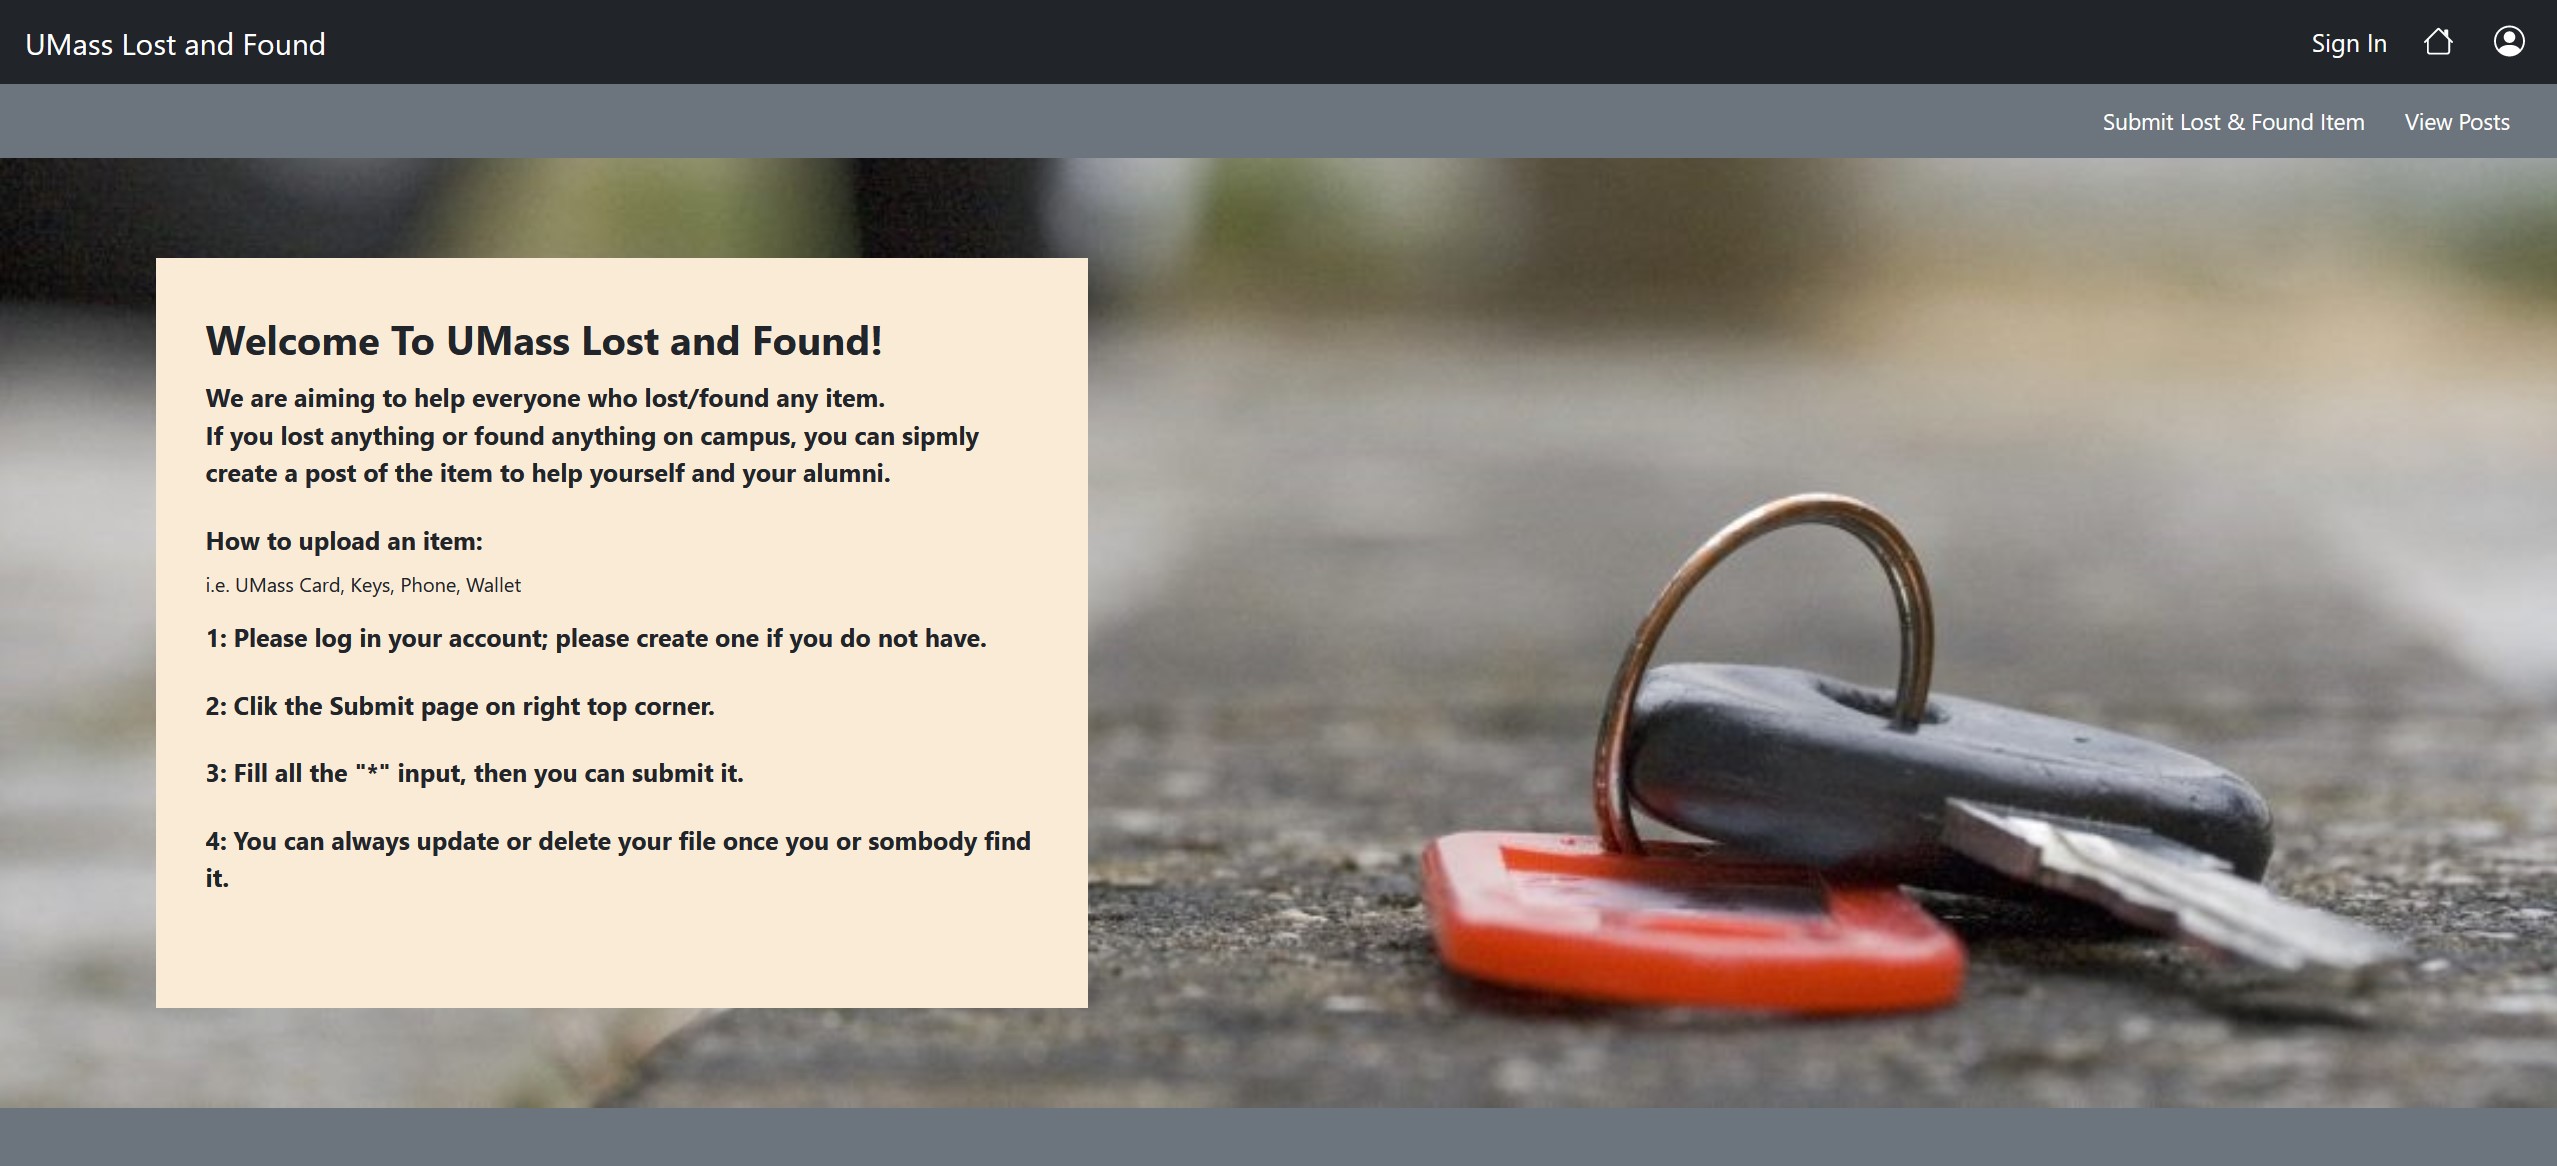 UMass Lost and Found
Sign In
Submit Lost & Found Item
View Posts
Welcome To UMass Lost and Found!
We are aiming to help everyone who lost/found any item.
If you lost anything or found anything on campus, you can sipmly
create a post of the item to help yourself and your alumni.
How to upload an item:
i.e. UMass Card, Keys, Phone, Wallet
1: Please log in your account; please create one if you do not have.
2: Clik the Submit page on right top corner.
3: Fill all the "*" input, then you can submit it.
4: You can always update or delete your file once you or sombody find
it.